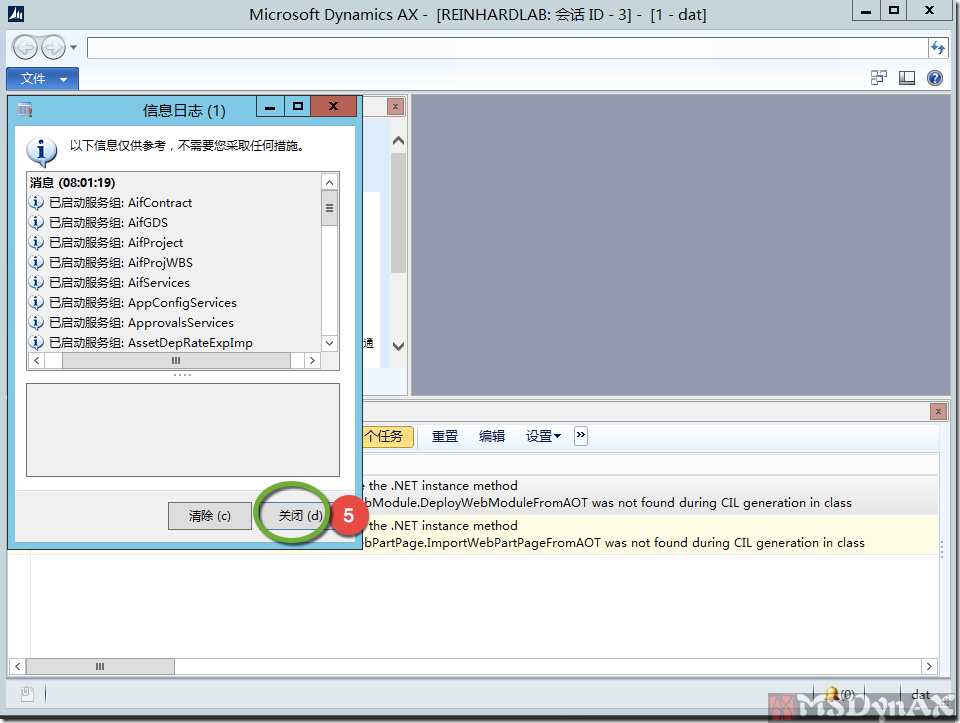 Microsoft Dynamics AX - [REINHARDLAB: 会话 ID - 3] - [1 - dat]
文件
信息日志 (1)
以下信息仅供参考，不需要您采取任何措施。
消息 (08:01:19)
已启动服务组: AifContract
已启动服务组: AifGDS
已启动服务组: AifProject
已启动服务组: AifProjWBS
已启动服务组: AifServices
已启动服务组: AppConfigServices
已启动服务组: ApprovalsServices
已启动服务组: AssetDepRateExpImp
通
个任务 重置 编辑 设置
the .NET instance method
bModule.DeployWebModuleFromAOT was not found during CIL generation in class
the .NET instance method
bPartPage.ImportWebPartPageFromAOT was not found during CIL generation in class
清除 (c) 关闭 (d) 5
(0) dat
MSDynAX